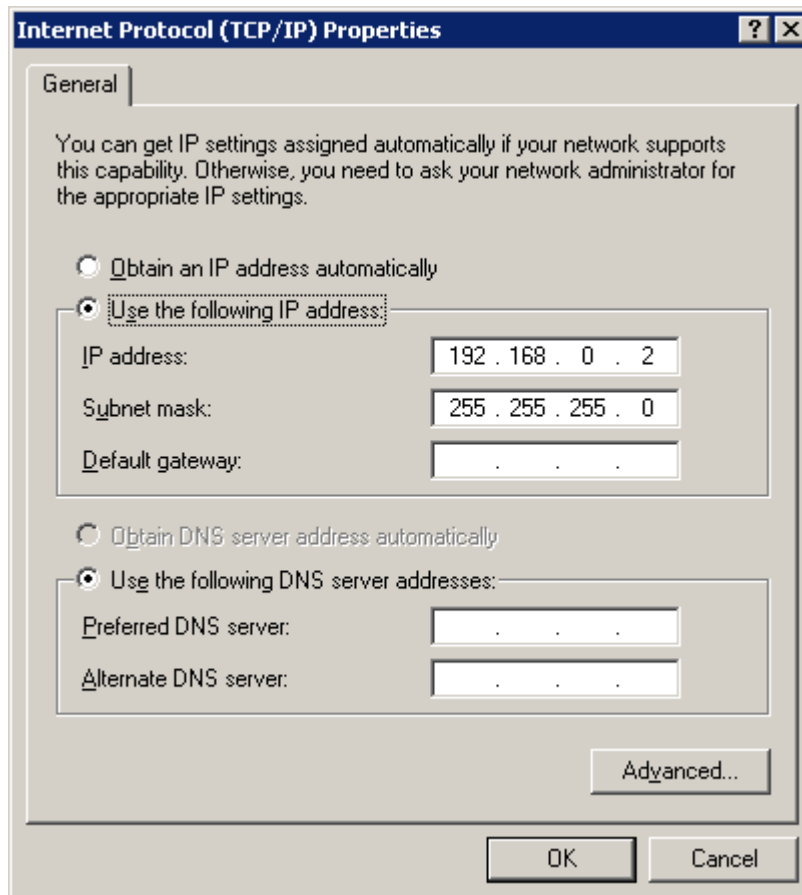 Internet Protocol (TCP/IP) Properties
General
You can get IP settings assigned automatically if your network supports
this capability. Otherwise, you need to ask your network administrator for
the appropriate IP settings.
Obtain an IP address automatically
Use the following IP address:
IP address: 192 . 168 . 0 . 2
Subnet mask: 255 . 255 . 255 . 0
Default gateway: . . .
Obtain DNS server address automatically
Use the following DNS server addresses:
Preferred DNS server: . . .
Alternate DNS server: . . .
Advanced...
OK Cancel